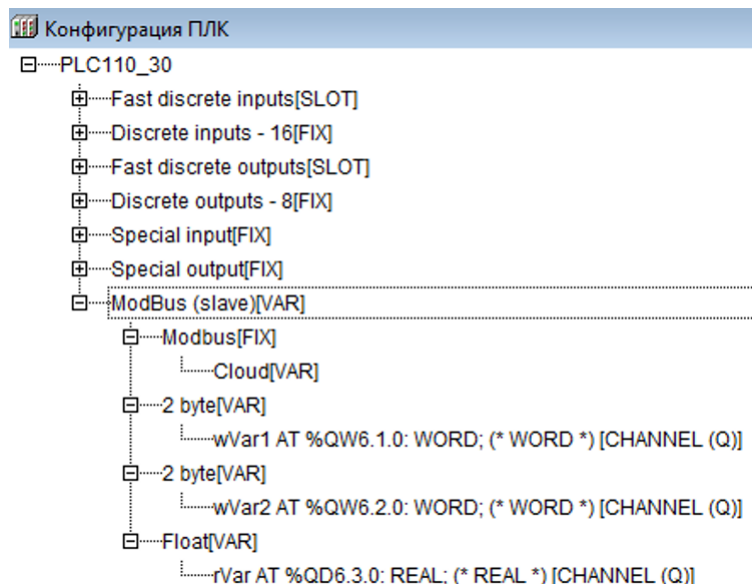 Конфигурация ПЛК
PLC110_30
Fast discrete inputs[SLOT]
Discrete inputs - 16[FIX]
Fast discrete outputs[SLOT]
Discrete outputs - 8[FIX]
Special input[FIX]
Special output[FIX]
ModBus (slave)[VAR]
Modbus[FIX]
Cloud[VAR]
2 byte[VAR]
wVar1 AT %QW6.1.0: WORD; (* WORD *) [CHANNEL (Q)]
2 byte[VAR]
wVar2 AT %QW6.2.0: WORD; (* WORD *) [CHANNEL (Q)]
Float[VAR]
rVar AT %QD6.3.0: REAL; (* REAL *) [CHANNEL (Q)]